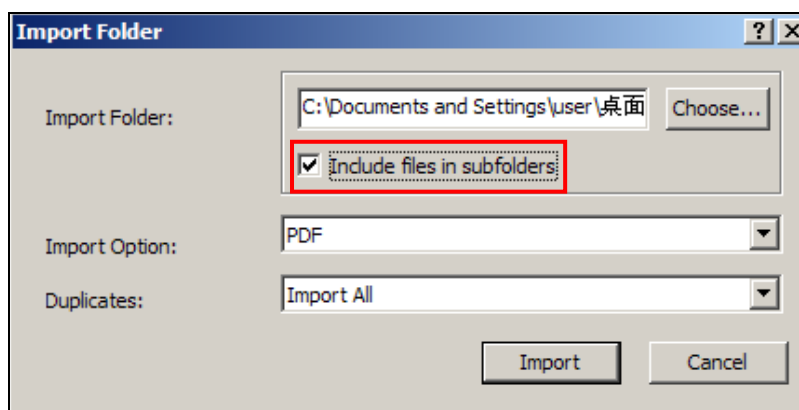 Import Folder
Import Folder:
C:\Documents and Settings\user\桌面
Choose...
Include files in subfolders
Import Option:
PDF
Duplicates:
Import All
Import
Cancel